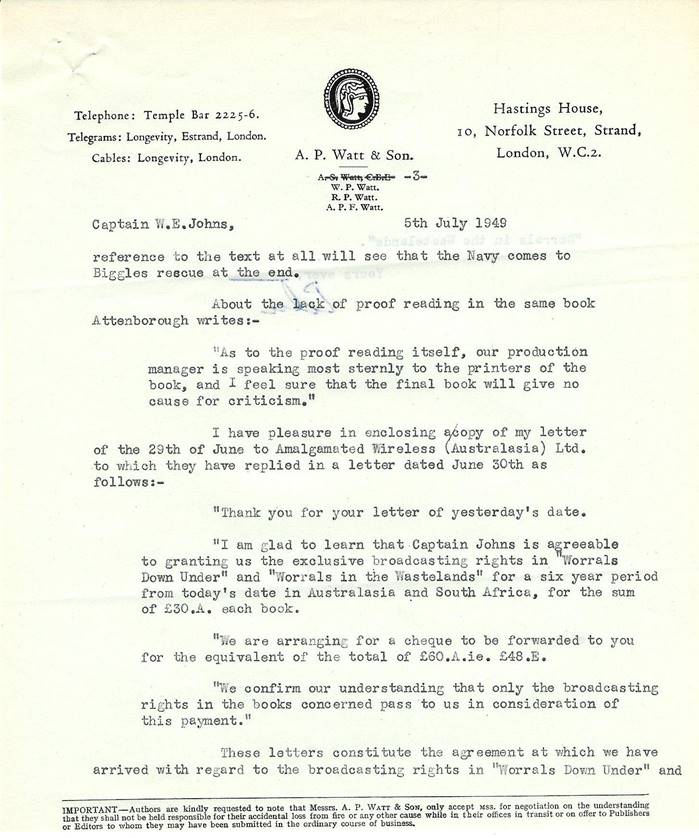 Telephone: Temple Bar 2225-6.
Telegrams: Longevity, Estrand, London.
Cables: Longevity, London.
A. P. Watt & Son.
A. S. Watt, C.B.E. -3-
W. P. Watt.
R. P. Watt.
A. P. F. Watt.
Hastings House,
10, Norfolk Street, Strand,
London, W.C.2.
Captain W.E.Johns, 5th July 1949
reference to the text at all will see that the Navy comes to
Biggles rescue at the end.
About the lack of proof reading in the same book
Attenborough writes:-
"As to the proof reading itself, our production
manager is speaking most sternly to the printers of the
book, and I feel sure that the final book will give no
cause for criticism."
I have pleasure in enclosing a/copy of my letter
of the 29th of June to Amalgamated Wireless (Australasia) Ltd.
to which they have replied in a letter dated June 30th as
follows:-
"Thank you for your letter of yesterday's date.
"I am glad to learn that Captain Johns is agreeable
to granting us the exclusive broadcasting rights in "Worrals
Down Under" and "Worrals in the Wastelands" for a six year period
from today's date in Australasia and South Africa, for the sum
of £30.A. each book.
"We are arranging for a cheque to be forwarded to you
for the equivalent of the total of £60.A.ie. £48.E.
"We confirm our understanding that only the broadcasting
rights in the books concerned pass to us in consideration of
this payment."
These letters constitute the agreement at which we have
arrived with regard to the broadcasting rights in "Worrals Down Under" and
IMPORTANT—Authors are kindly requested to note that Messrs. A. P. WATT & SON, only accept MSS. for negotiation on the understanding
that they shall not be held responsible for their accidental loss from fire or any other cause while in their offices in transit or on offer to Publishers
or Editors to whom they may have been submitted in the ordinary course of business.